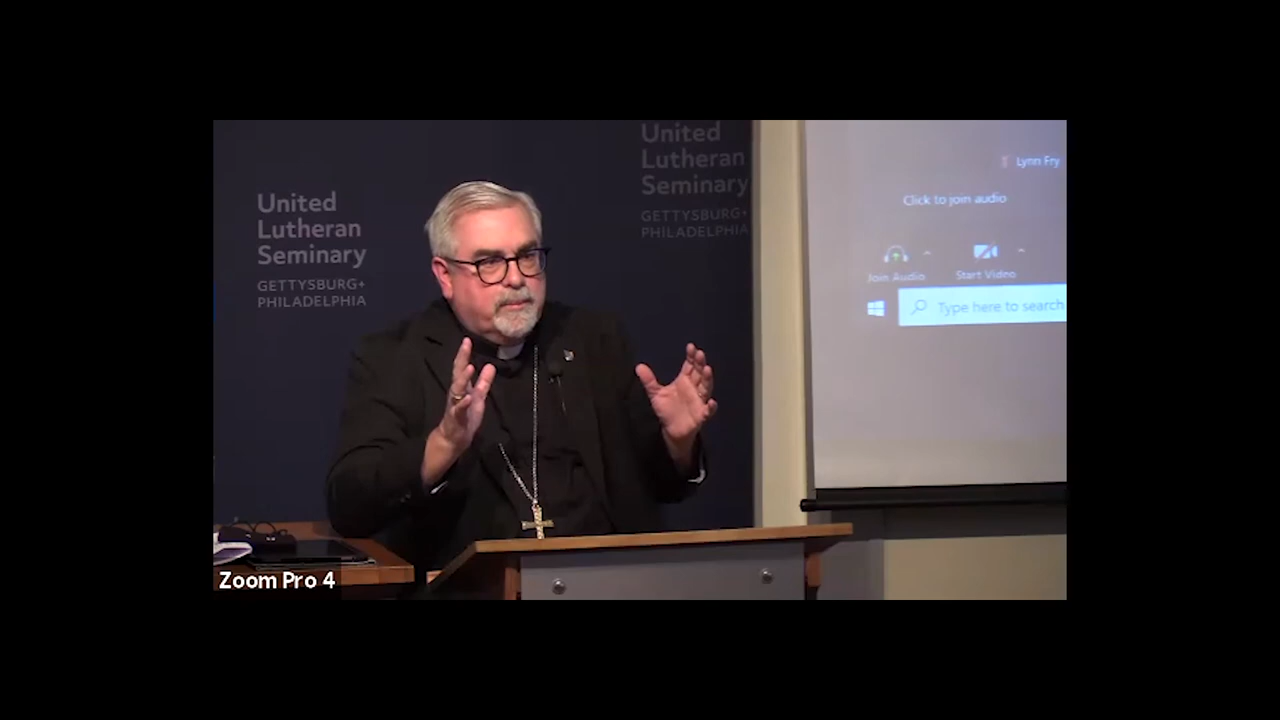 United
Lutheran
Seminary
GETTYSBURG+
PHILADELPHIA
United
Lutheran
Seminary
GETTYSBURG+
PHILADELPHIA
Lynn Fry
Click to join audio
Join Audio
Start Video
Type here to search
Zoom Pro 4